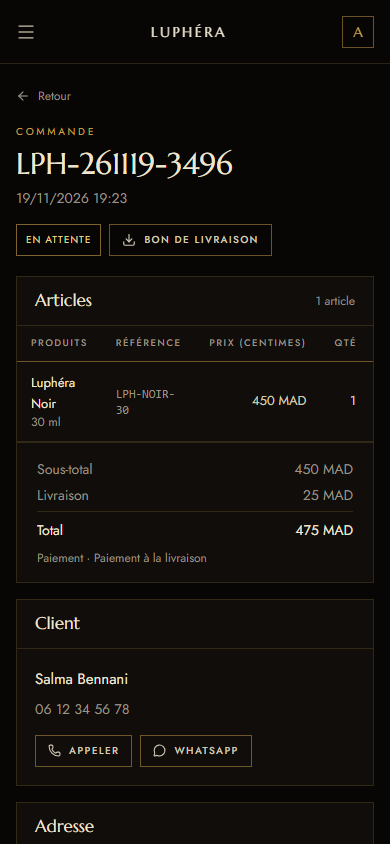 LUPHÉRA
A
Retour
COMMANDE
LPH-261119-3496
19/11/2026 19:23
EN ATTENTE
BON DE LIVRAISON
Articles
1 article
PRODUITS RÉFÉRENCE PRIX (CENTIMES) QTÉ
Luphéra
Noir
30 ml
LPH-NOIR-
30
450 MAD
1
Sous-total 450 MAD
Livraison 25 MAD
Total 475 MAD
Paiement · Paiement à la livraison
Client
Salma Bennani
06 12 34 56 78
APPELER
WHATSAPP
Adresse